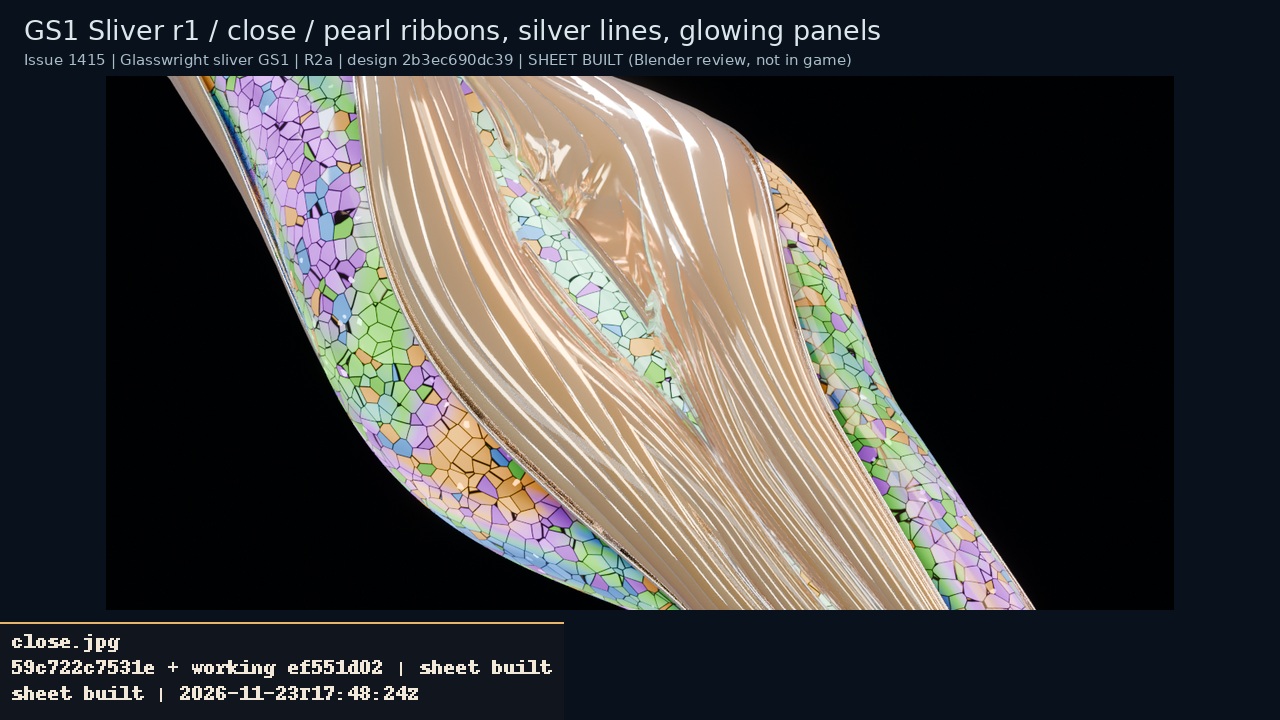 GS1 Sliver r1 / close / pearl ribbons, silver lines, glowing panels
Issue 1415 | Glasswright sliver GS1 | R2a | design 2b3ec690dc39 | SHEET BUILT (Blender review, not in game)
close.jpg
59c722c7531e + working ef551d02 | sheet built
sheet built | 2026-11-23T17:48:24Z